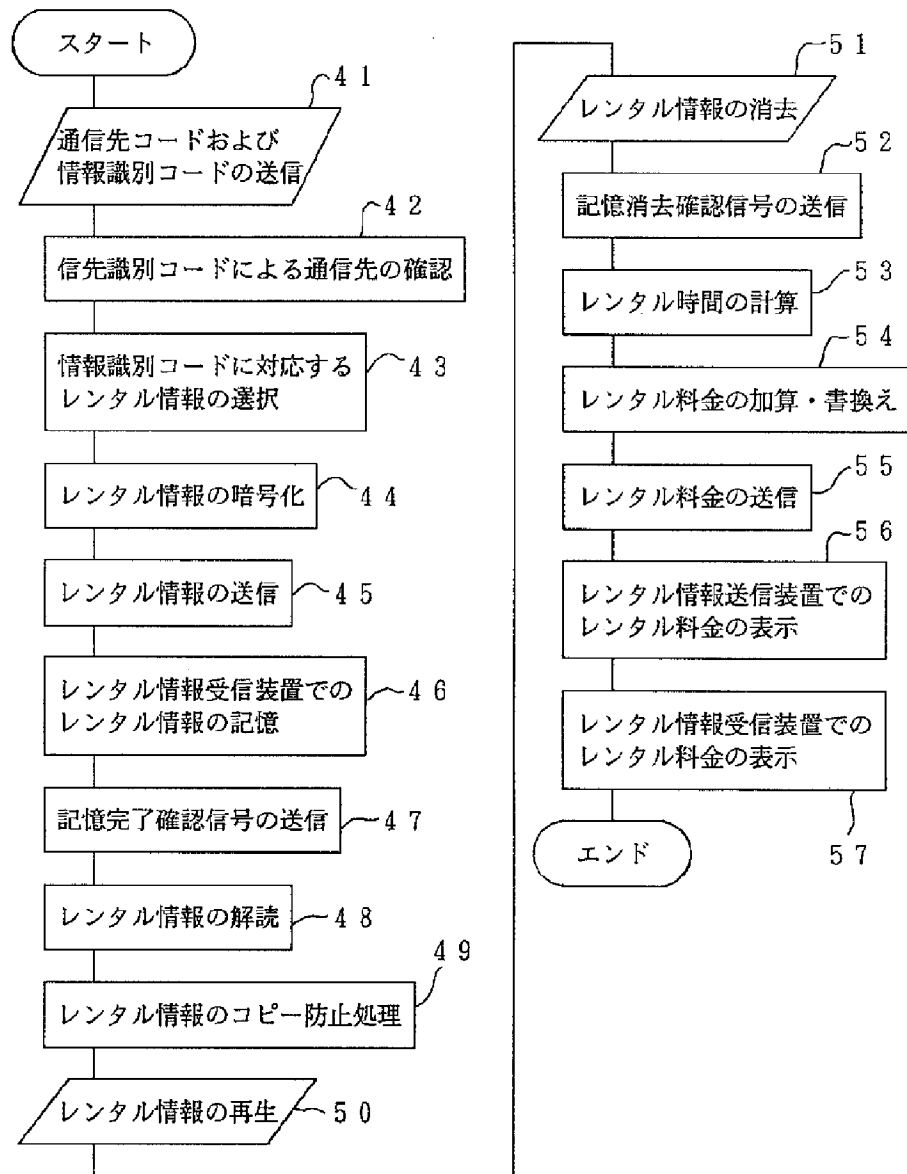 スタート
41
通信先コードおよび
情報識別コードの送信
42
信先識別コードによる通信先の確認
情報識別コードに対応する
レンタル情報の選択
43
レンタル情報の暗号化
44
レンタル情報の送信
45
レンタル情報受信装置での
レンタル情報の記憶
46
記憶完了確認信号の送信
47
レンタル情報の解読
48
49
レンタル情報のコピー防止処理
レンタル情報の再生
50
51
レンタル情報の消去
52
記憶消去確認信号の送信
レンタル時間の計算
53
54
レンタル料金の加算・書換え
レンタル料金の送信
55
56
レンタル情報送信装置での
レンタル料金の表示
レンタル情報受信装置での
レンタル料金の表示
57
エンド